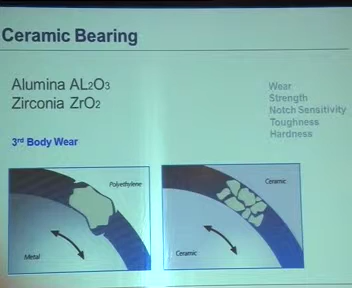 Ceramic Bearing
Alumina AL2O3
Zirconia ZrO2
Wear
Strength
Notch Sensitivity
Toughness
Hardness
3rd Body Wear
Polyethylene
Metal
Ceramic
Ceramic